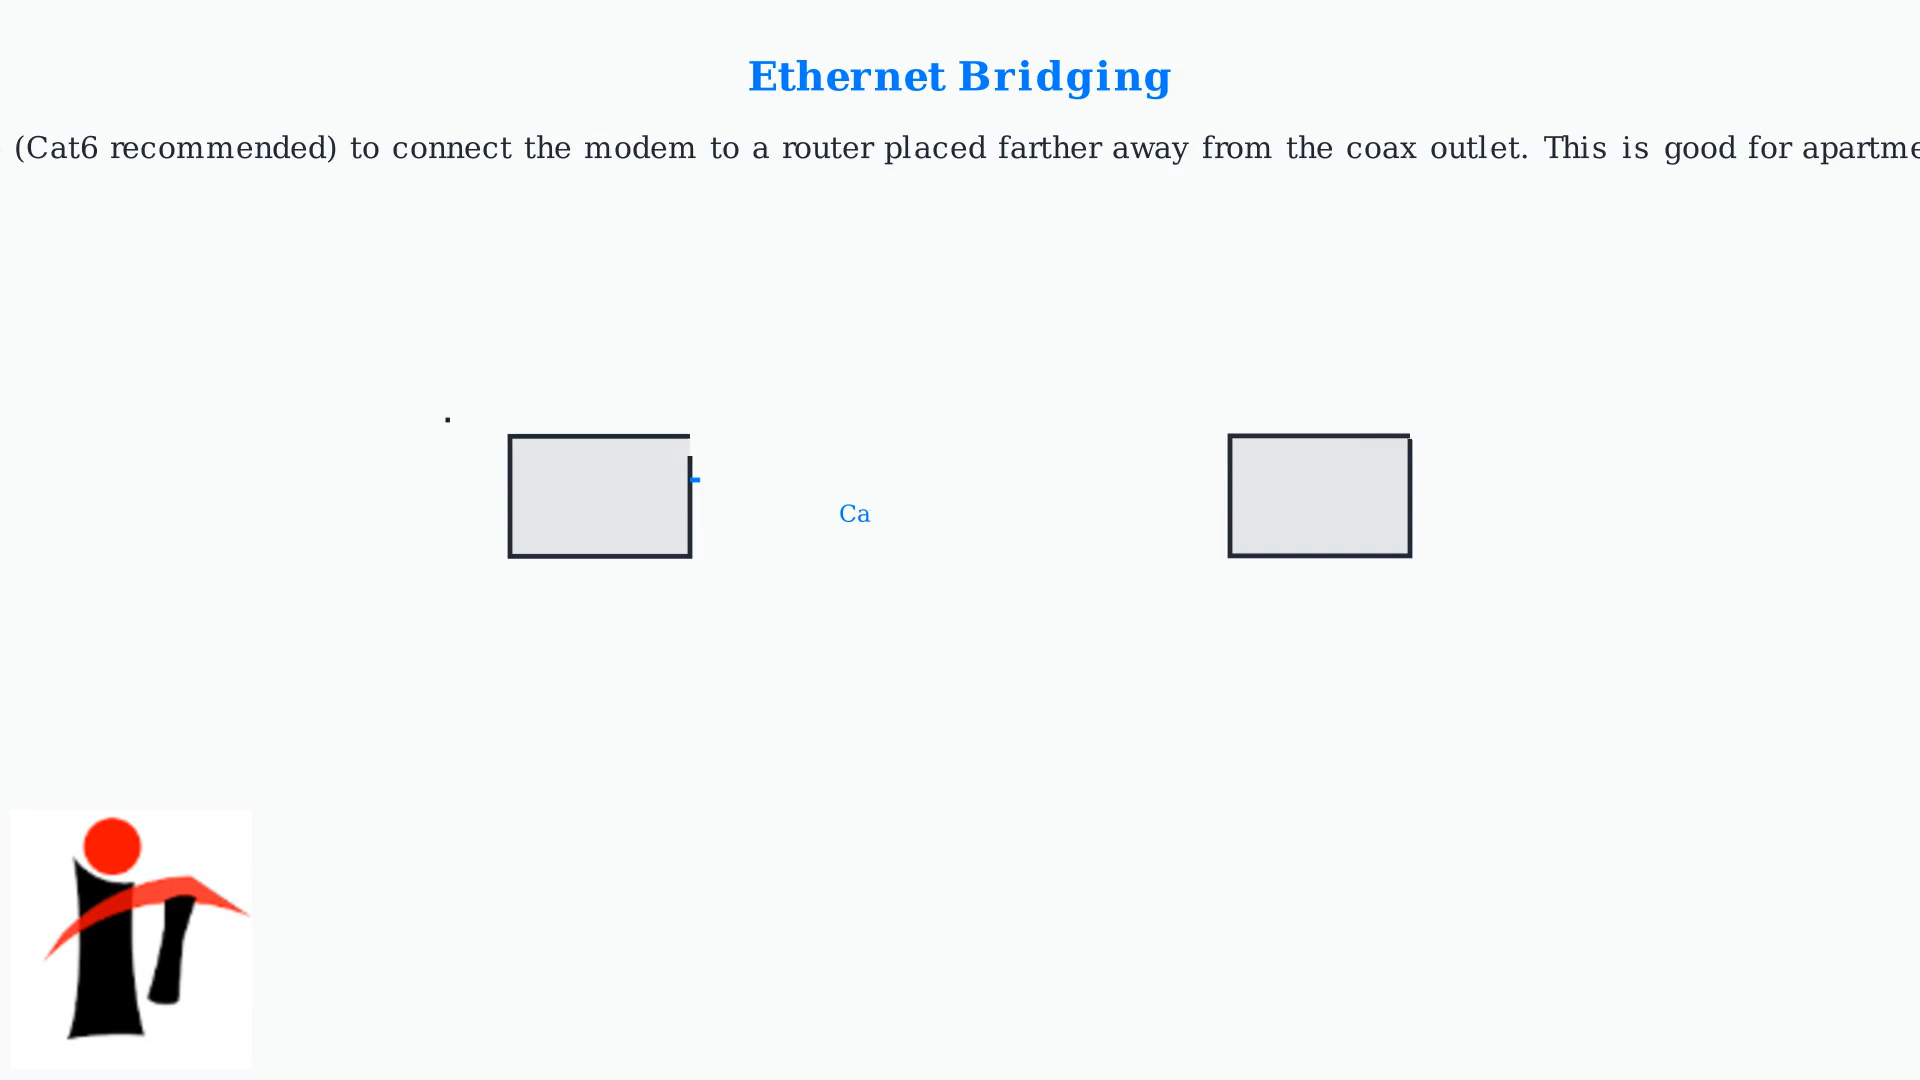 Ethernet Bridging
(Cat6 recommended) to connect the modem to a router placed farther away from the coax outlet. This is good for apartme
Ca